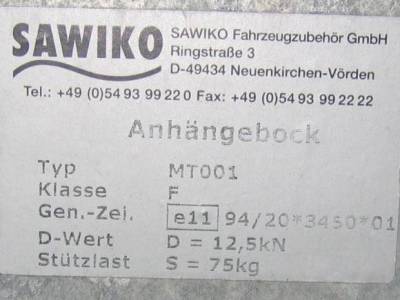 SAWIKO
SAWIKO Fahrzeugzubehör GmbH
Ringstraße 3
D-49434 Neuenkirchen-Vörden
Tel.: +49 (0)54 93 99 22 0 Fax: +49 (0)54 93 99 22 22
Anhängebock
Typ MT001
Klasse F
Gen.-Zei. e11 94/20*3450*01
D-Wert D = 12,5kN
Stützlast S = 75kg